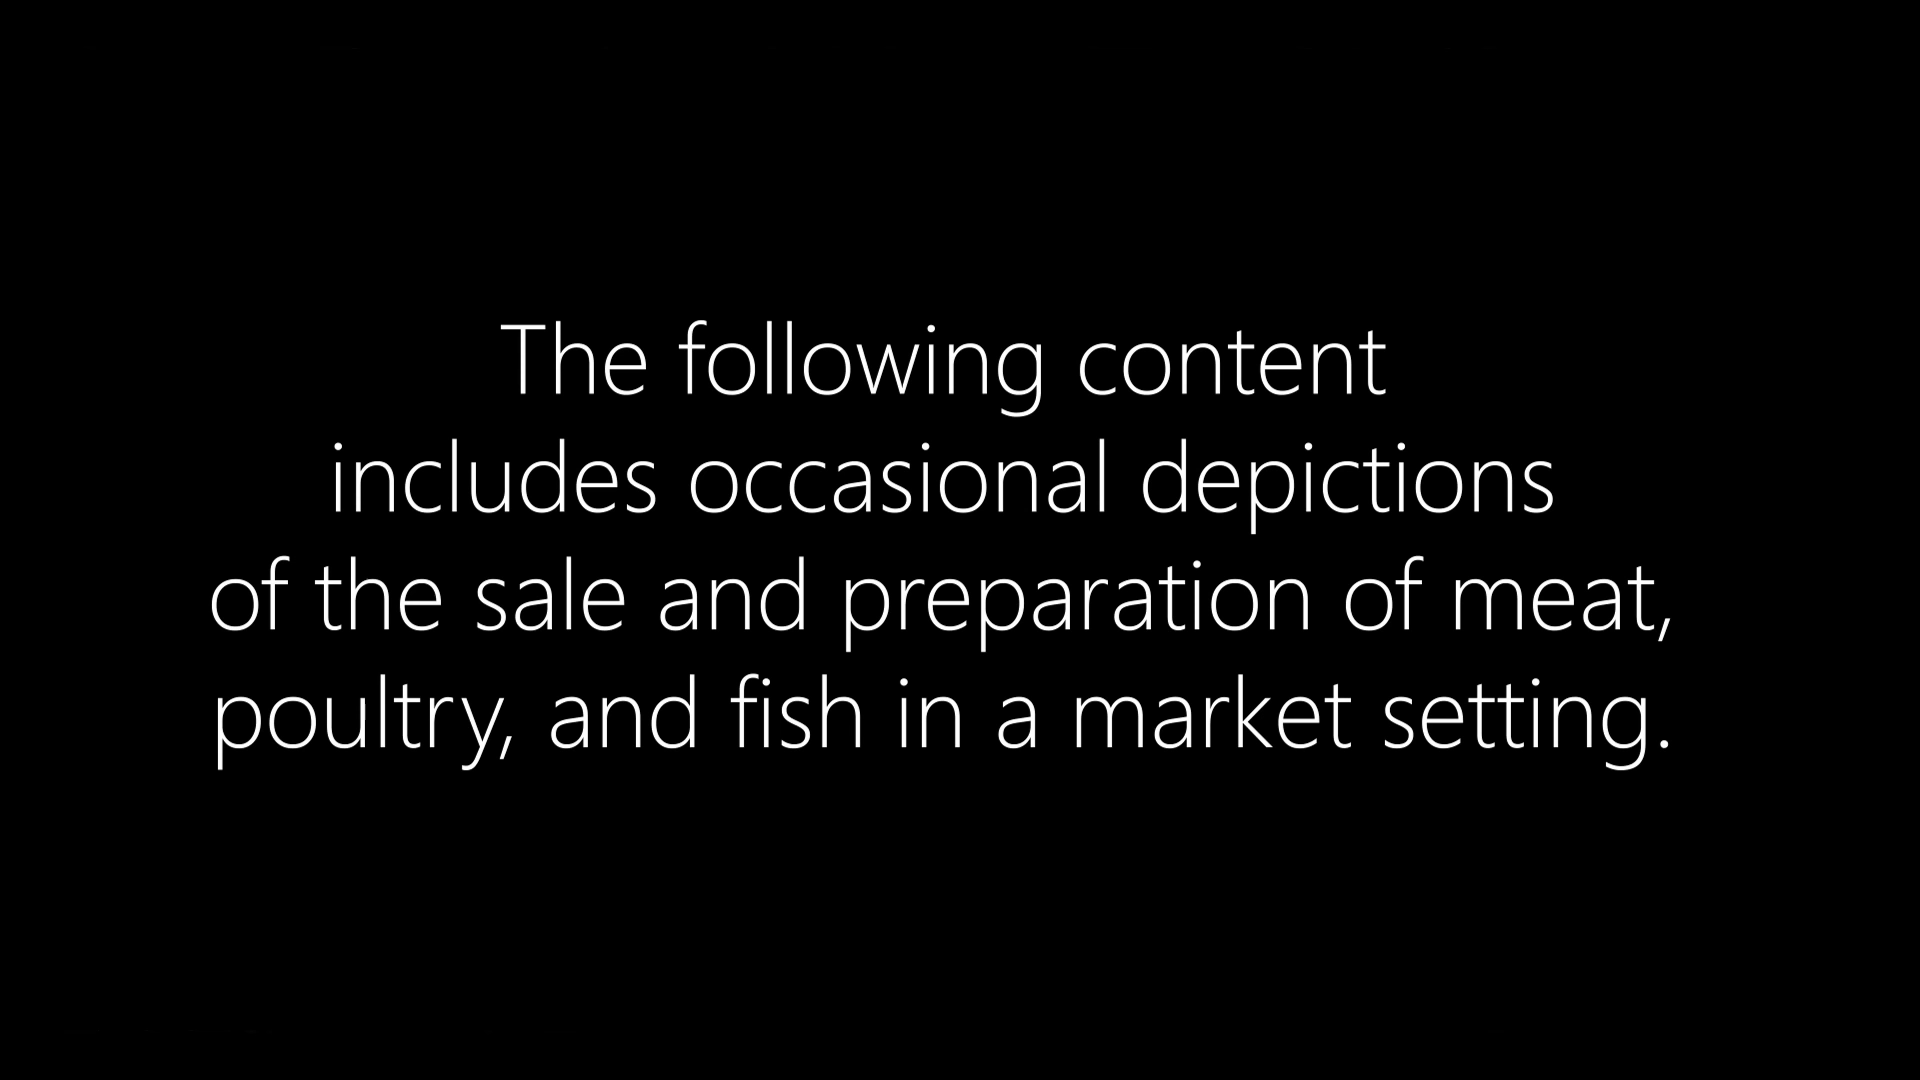 The following content
includes occasional depictions
of the sale and preparation of meat,
poultry, and fish in a market setting.